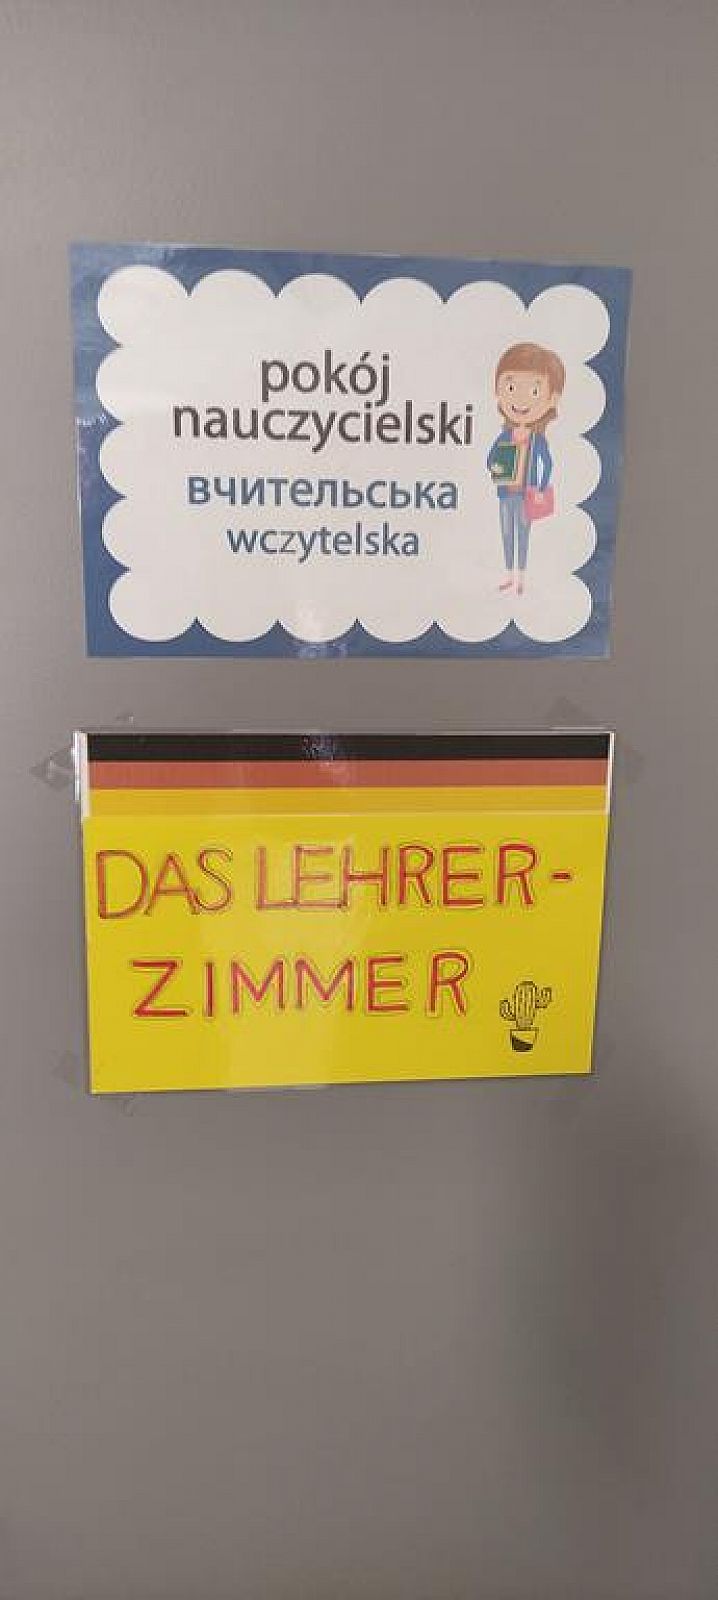 pokój
nauczycielski
вчительська
wczytelska
DAS LEHRER-
ZIMMER